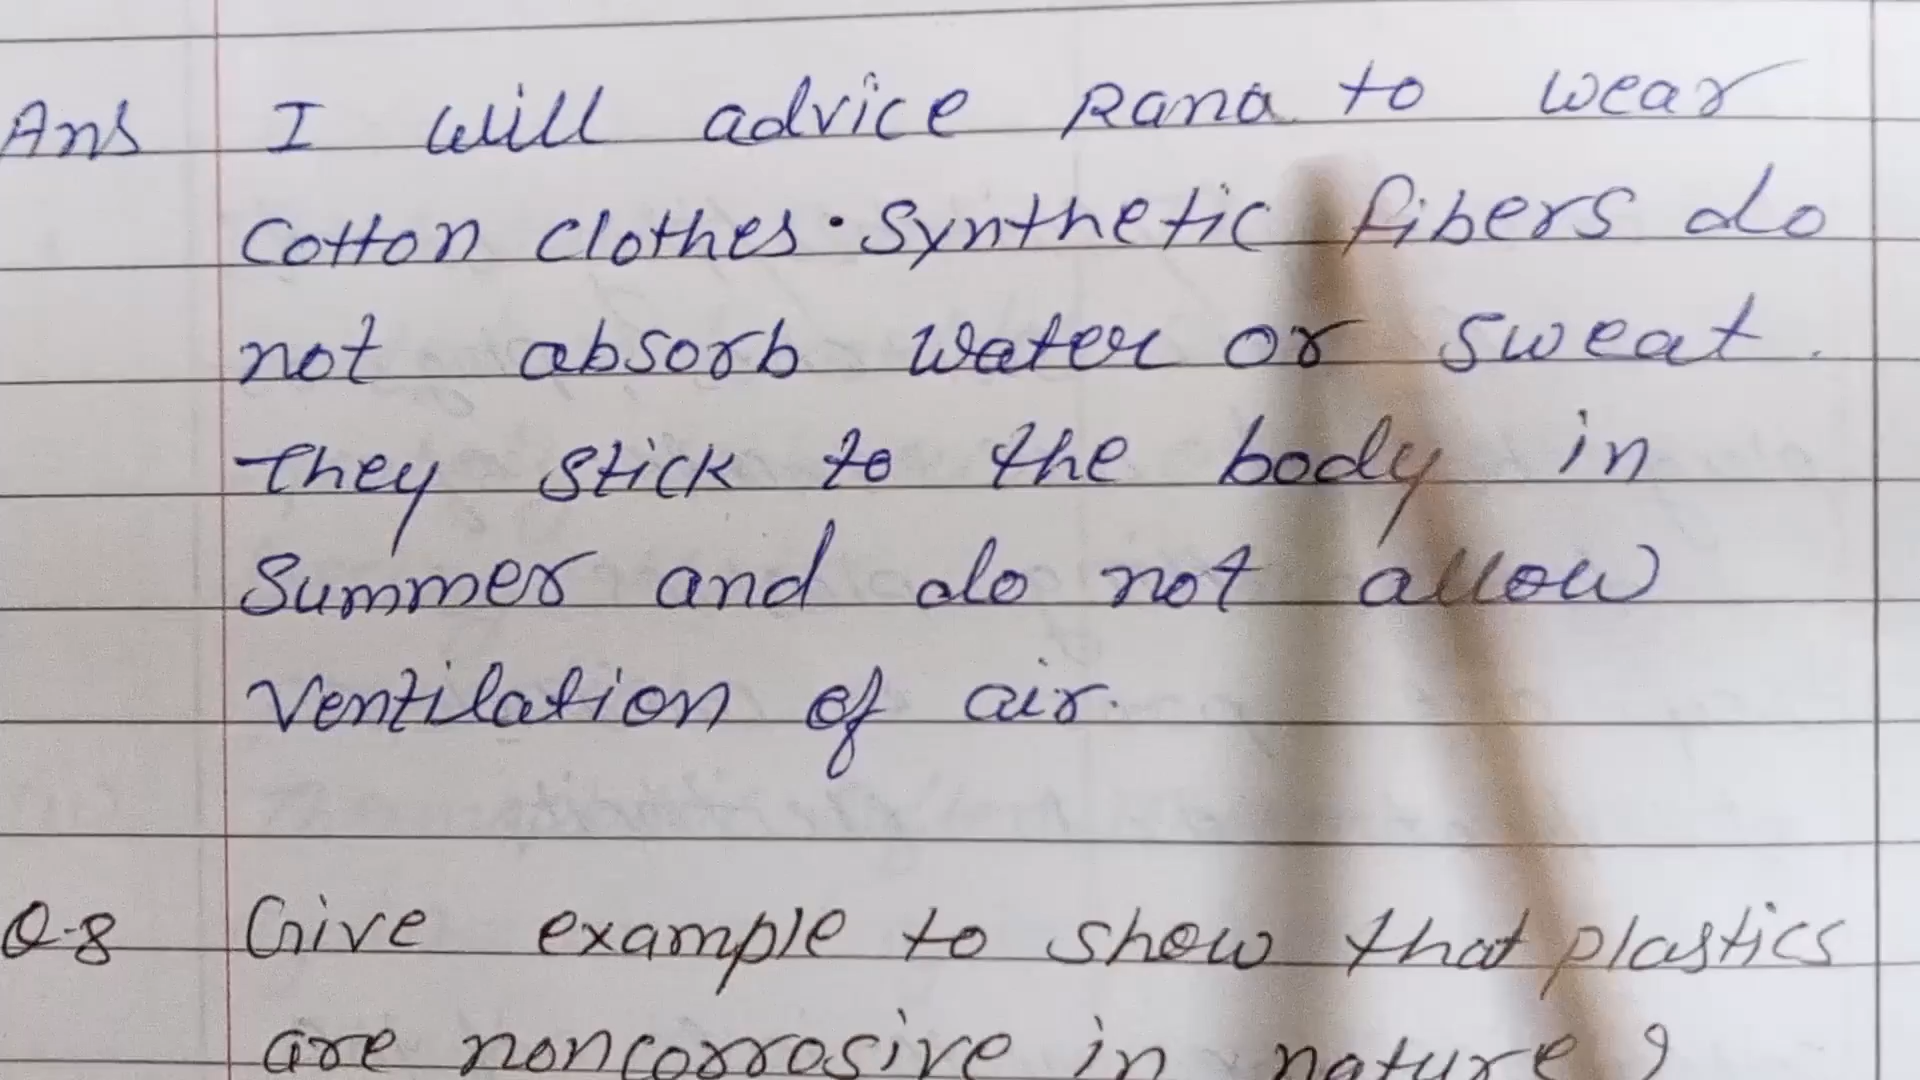 Ans I will advice Rana to wear
Cotton clothes. Synthetic fibers do
not absorb water or sweat.
they stick to the body in
Summer and do not allow
Ventilation of air.
Q-8 Give example to show that plastics
are noncorrosive in nature?